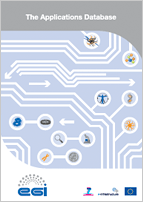 The Applications Database
egi